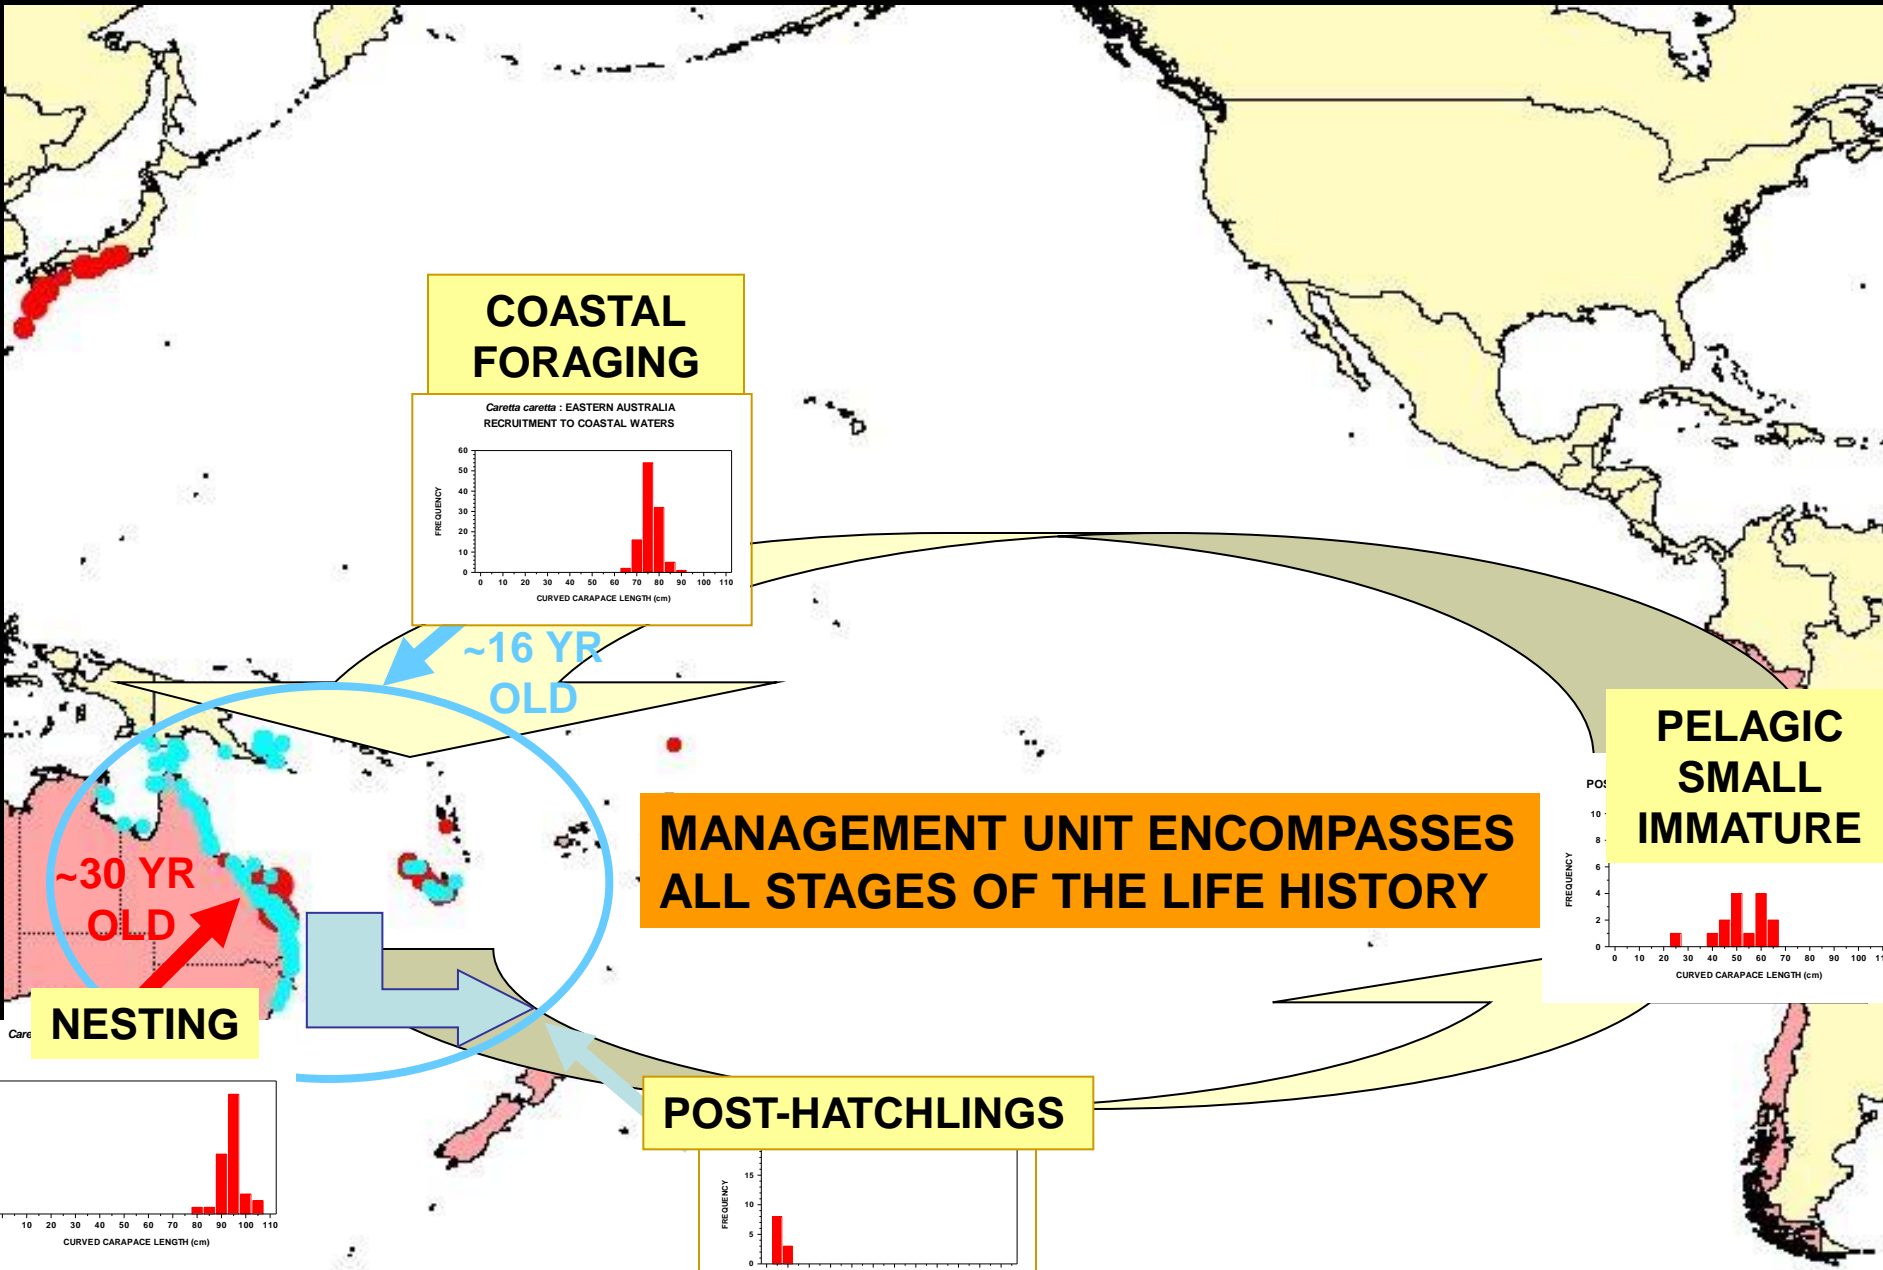 COASTAL
FORAGING
Caretta caretta : EASTERN AUSTRALIA
RECRUITMENT TO COASTAL WATERS
60
50
40
30
20
10
0
FREQUENCY
0 10 20 30 40 50 60 70 80 90 100 110
CURVED CARAPACE LENGTH (cm)
~16 YR
OLD
PELAGIC
SMALL
IMMATURE
POS
10
8
6
4
2
0
FREQUENCY
0 10 20 30 40 50 60 70 80 90 100 11
CURVED CARAPACE LENGTH (cm)
MANAGEMENT UNIT ENCOMPASSES
ALL STAGES OF THE LIFE HISTORY
~30 YR
OLD
NESTING
Care
10 20 30 40 50 60 70 80 90 100 110
CURVED CARAPACE LENGTH (cm)
POST-HATCHLINGS
15
10
5
0
FREQUENCY